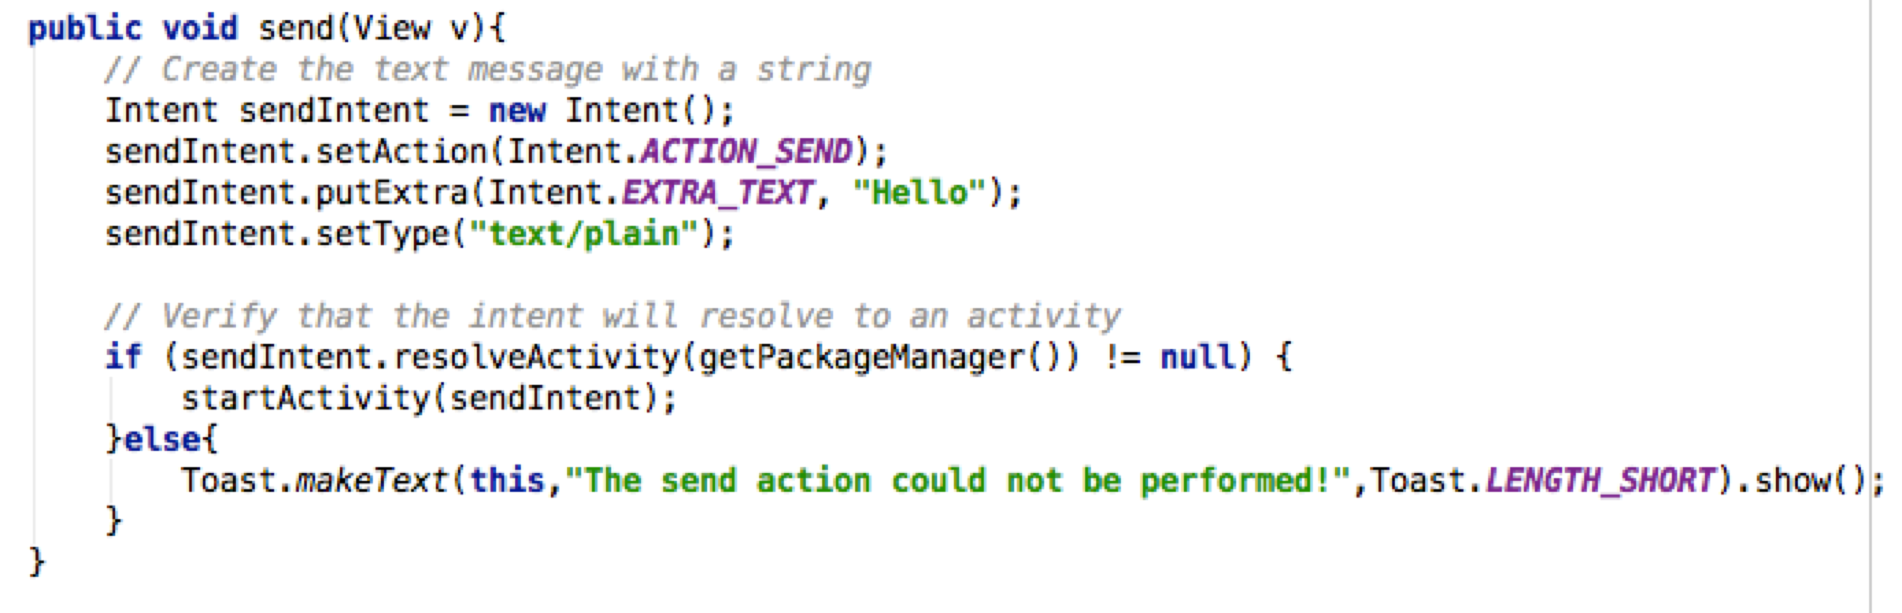 public void send(View v){
    // Create the text message with a string
    Intent sendIntent = new Intent();
    sendIntent.setAction(Intent.ACTION_SEND);
    sendIntent.putExtra(Intent.EXTRA_TEXT, "Hello");
    sendIntent.setType("text/plain");

    // Verify that the intent will resolve to an activity
    if (sendIntent.resolveActivity(getPackageManager()) != null) {
        startActivity(sendIntent);
    }else{
        Toast.makeText(this,"The send action could not be performed!",Toast.LENGTH_SHORT).show();
    }
}